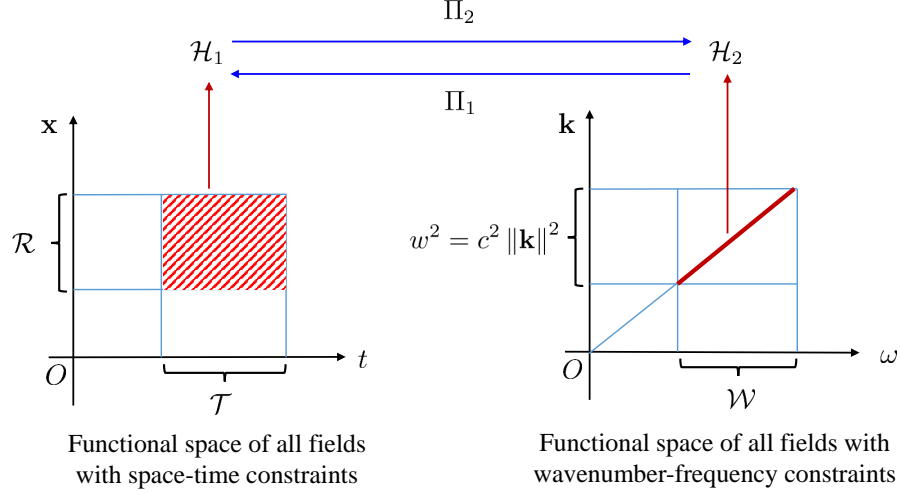 Π₂
ℋ₁ ℋ₂
Π₁
x k
ℛ w² = c² ‖k‖²
O t O ω
𝒯 𝒲
Functional space of all fields
with space-time constraints
Functional space of all fields with
wavenumber-frequency constraints